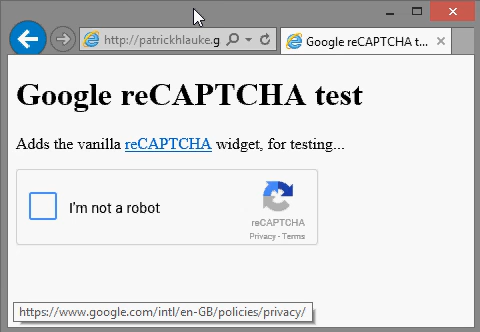 http://patrickhlauke.g
Google reCAPTCHA t...
Google reCAPTCHA test
Adds the vanilla reCAPTCHA widget, for testing...
I'm not a robot
reCAPTCHA
Privacy - Terms
https://www.google.com/intl/en-GB/policies/privacy/